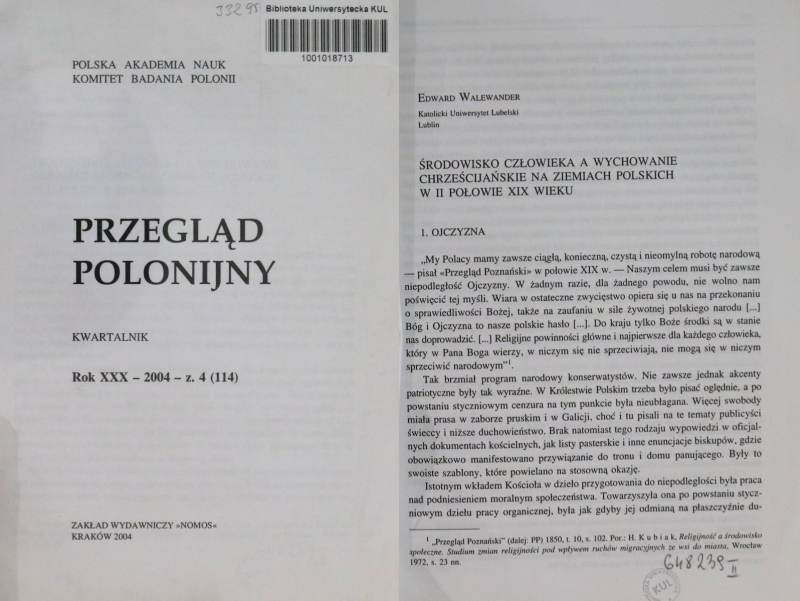 3329S
Biblioteka Uniwersytecka KUL
1001018713
POLSKA AKADEMIA NAUK
KOMITET BADANIA POLONII
PRZEGLĄD
POLONIJNY
KWARTALNIK
Rok XXX – 2004 – z. 4 (114)
ZAKŁAD WYDAWNICZY »NOMOS«
KRAKÓW 2004
EDWARD WALEWANDER
Katolicki Uniwersytet Lubelski
Lublin
ŚRODOWISKO CZŁOWIEKA A WYCHOWANIE
CHRZEŚCIJAŃSKIE NA ZIEMIACH POLSKICH
W II POŁOWIE XIX WIEKU
1. OJCZYZNA
„My Polacy mamy zawsze ciągłą, konieczną, czystą i nieomylną robotę narodową
— pisał «Przegląd Poznański» w połowie XIX w. — Naszym celem musi być zawsze
niepodległość Ojczyzny. W żadnym razie, dla żadnego powodu, nie wolno nam
poświęcić tej myśli. Wiara w ostateczne zwycięstwo opiera się u nas na przekonaniu
o sprawiedliwości Bożej, także na zaufaniu w sile żywotnej polskiego narodu [...]
Bóg i Ojczyzna to nasze polskie hasło [...]. Do kraju tylko Boże środki są w stanie
nas doprowadzić. [...] Religijne powinności główne i najpierwsze dla każdego człowieka,
który w Pana Boga wierzy, w niczym się nie sprzeciwiają, nie mogą się w niczym
sprzeciwić narodowym”¹.
Tak brzmiał program narodowy konserwatystów. Nie zawsze jednak akcenty
patriotyczne były tak wyraźne. W Królestwie Polskim trzeba było pisać oględnie, a po
powstaniu styczniowym cenzura na tym punkcie była nieubłagana. Więcej swobody
miała prasa w zaborze pruskim i w Galicji, choć i tu pisali na te tematy publicyści
świeccy i niższe duchowieństwo. Brak natomiast tego rodzaju wypowiedzi w oficjal-
nych dokumentach kościelnych, jak listy pasterskie i inne enuncjacje biskupów, gdzie
obowiązkowo manifestowano przywiązanie do tronu i domu panującego. Były to
swoiste szablony, które powielano na stosowną okazję.
Istotnym wkładem Kościoła w dzieło przygotowania do niepodległości była praca
nad podniesieniem moralnym społeczeństwa. Towarzyszyła ona po powstaniu stycz-
niowym dziełu pracy organicznej, była jak gdyby jej odmianą na płaszczyźnie du-
¹ „Przegląd Poznański” (dalej: PP) 1850, t. 10, s. 102. Por.: H. Kubiak, Religijność a środowisko
społeczne. Studium zmian religijności pod wpływem ruchów migracyjnych ze wsi do miasta, Wrocław
1972, s. 23 nn.
648239
II
KUL